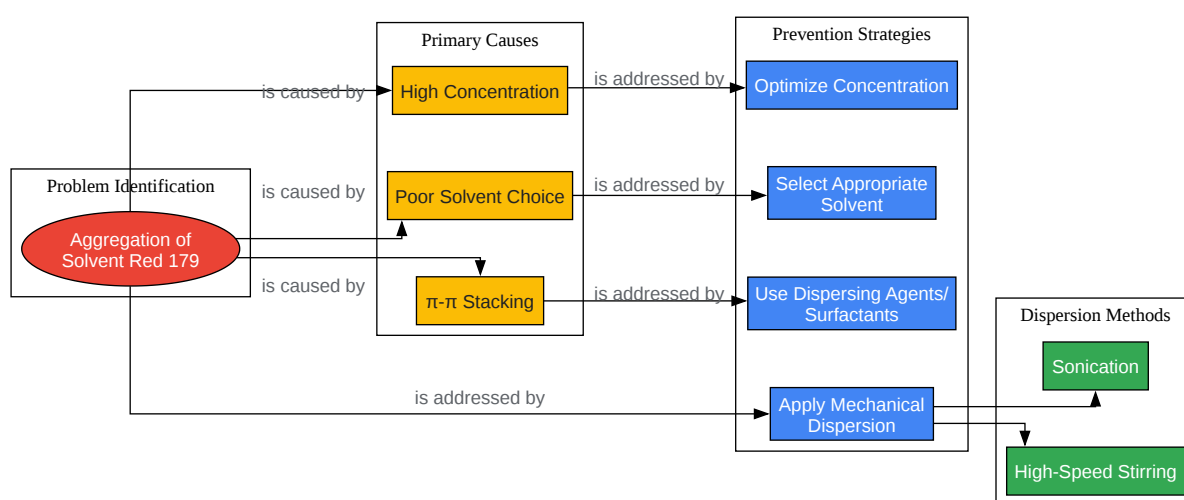 Primary Causes
Prevention Strategies
is caused by
High Concentration
is addressed by
Optimize Concentration
Problem Identification
is caused by
Poor Solvent Choice
is addressed by
Select Appropriate
Solvent
Aggregation of
Solvent Red 179
is caused by
π-π Stacking
is addressed by
Use Dispersing Agents/
Surfactants
Dispersion Methods
Sonication
is addressed by
Apply Mechanical
Dispersion
High-Speed Stirring